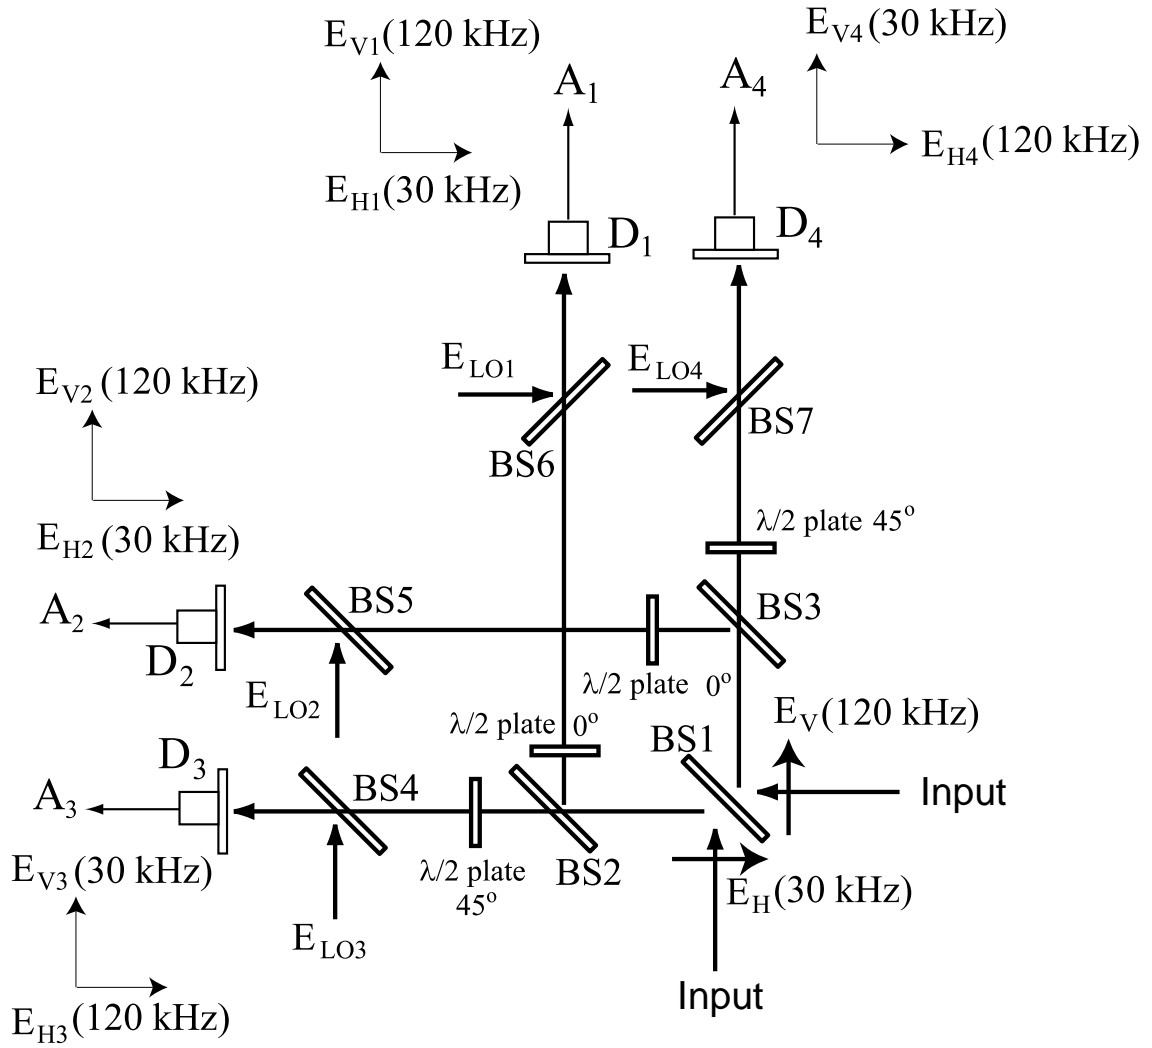 E_V1 (120 kHz)
E_H1 (30 kHz)
A_1
D_1
A_4
D_4
E_V4 (30 kHz)
E_H4 (120 kHz)
E_LO1
BS6
E_LO4
BS7
E_V2 (120 kHz)
E_H2 (30 kHz)
λ/2 plate 45°
A_2
D_2
BS5
E_LO2
BS3
λ/2 plate 0°
λ/2 plate 0°
BS1
E_V (120 kHz)
Input
A_3
D_3
BS4
E_V3 (30 kHz)
E_H3 (120 kHz)
E_LO3
λ/2 plate
45°
BS2
E_H (30 kHz)
Input